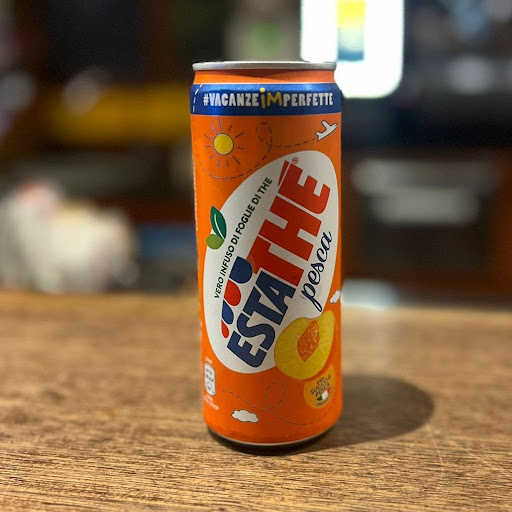 #VACANZEiMPERFETTE
VERO INFUSO DI FOGLIE DI THE
ESTATHE®
pesca